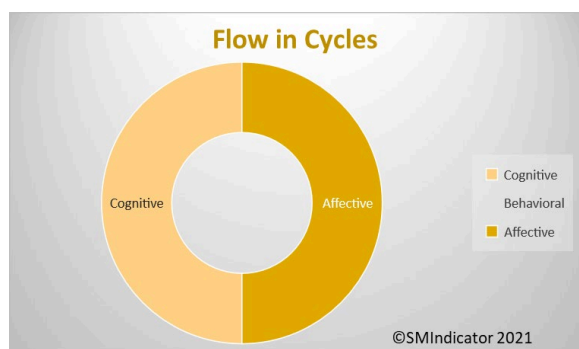 Flow in Cycles
Cognitive
Affective
Cognitive
Behavioral
Affective
©SMIndicator 2021